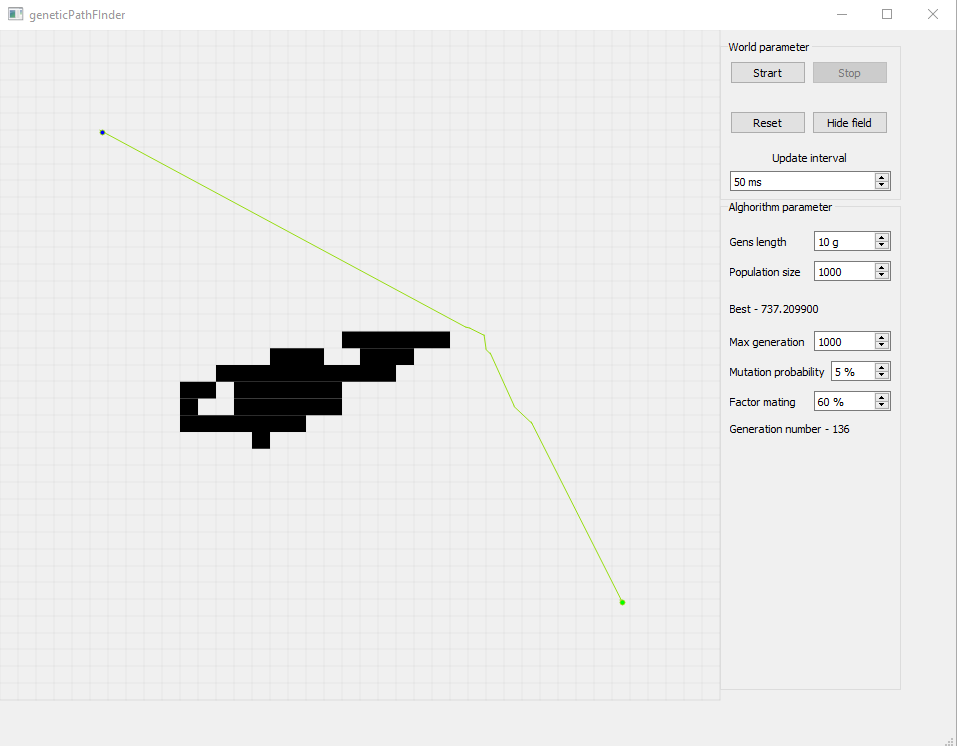 geneticPathFInder
World parameter
Strart Stop
Reset Hide field
Update interval
50 ms
Alghorithm parameter
Gens length 10 g
Population size 1000
Best - 737.209900
Max generation 1000
Mutation probability 5 %
Factor mating 60 %
Generation number - 136